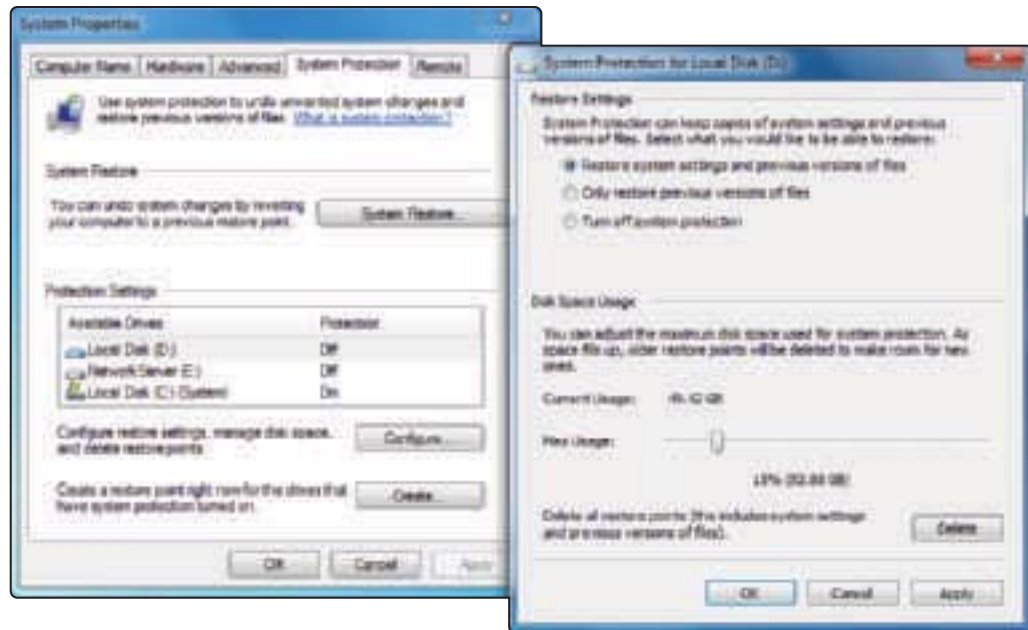 System Properties
Computer Name Hardware Advanced System Protection Remote
Use system protection to undo unwanted system changes and
restore previous versions of files. What is system protection?
System Restore
You can undo system changes by reverting
your computer to a previous restore point.
System Restore...
Protection Settings
Available Drives Protection
Local Disk (D:) Off
Network Server (E:) Off
Local Disk (C:) (System) On
Configure restore settings, manage disk space,
and delete restore points.
Configure...
Create a restore point right now for the drives that
have system protection turned on.
Create...
OK Cancel Apply
System Protection for Local Disk (D:)
Restore Settings
System Protection can keep copies of system settings and previous
versions of files. Select what you would like to be able to restore:
Restore system settings and previous versions of files
Only restore previous versions of files
Turn off system protection
Disk Space Usage
You can adjust the maximum disk space used for system protection. As
space fills up, older restore points will be deleted to make room for new
ones.
Current Usage: GB
Max Usage:
Delete all restore points (this includes system settings
and previous versions of files).
Delete
OK Cancel Apply